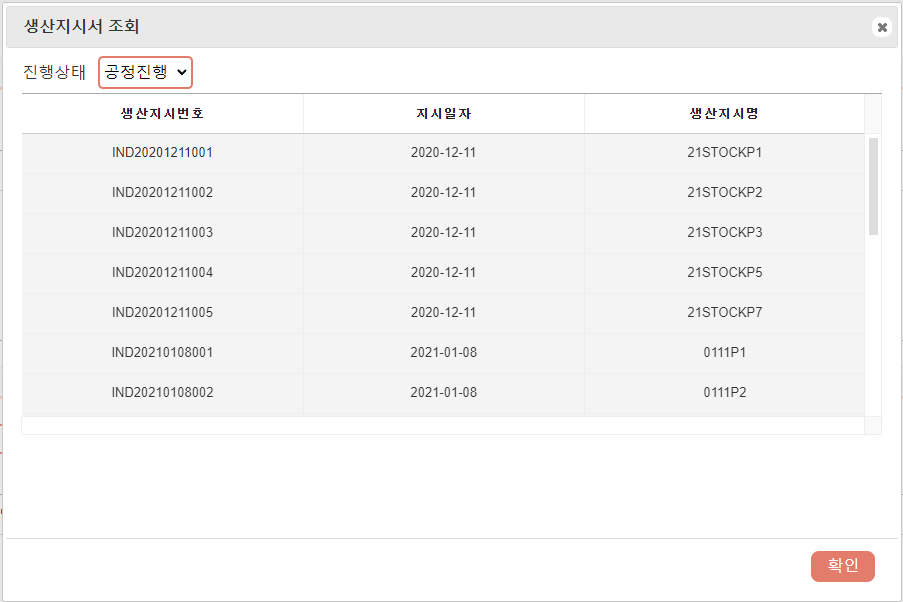 생산지시서 조회
진행상태 공정진행
생산지시번호 지시일자 생산지시명
IND20201211001 2020-12-11 21STOCKP1
IND20201211002 2020-12-11 21STOCKP2
IND20201211003 2020-12-11 21STOCKP3
IND20201211004 2020-12-11 21STOCKP5
IND20201211005 2020-12-11 21STOCKP7
IND20210108001 2021-01-08 0111P1
IND20210108002 2021-01-08 0111P2
확인